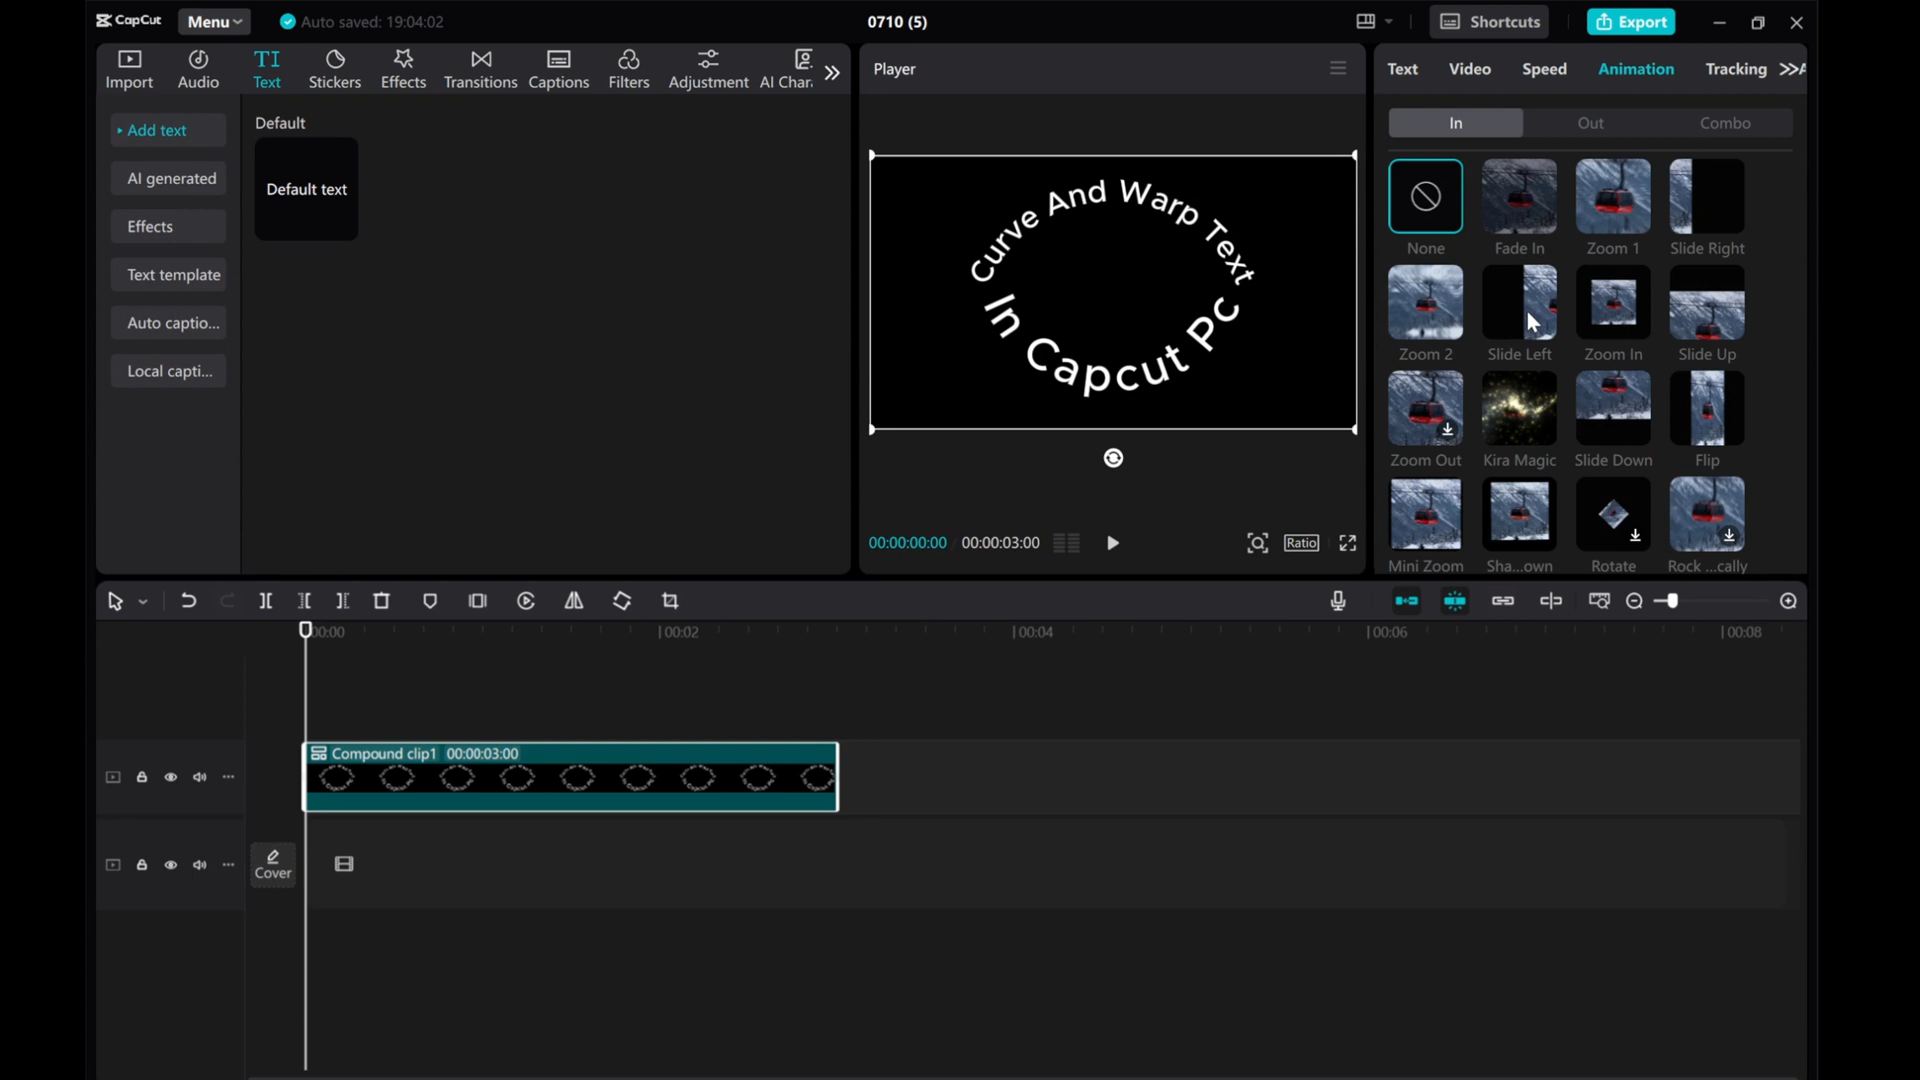 CapCut
Menu
Auto saved: 19:04:02
0710 (5)
Shortcuts
Export
Import
Audio
TI
Text
Stickers
Effects
Transitions
Captions
Filters
Adjustment
AI Char
Add text
AI generated
Effects
Text template
Auto captio...
Local capti...
Default
Default text
Player
Curve And Warp Text
In Capcut Pc
00:00:00:00
00:00:03:00
Ratio
Text
Video
Speed
Animation
Tracking
In
Out
Combo
None
Fade In
Zoom 1
Slide Right
Zoom 2
Slide Left
Zoom In
Slide Up
Zoom Out
Kira Magic
Slide Down
Flip
Mini Zoom
Sha...own
Rotate
Rock ...cally
00:00
00:02
00:04
00:06
00:08
Compound clip1 00:00:03:00
Cover